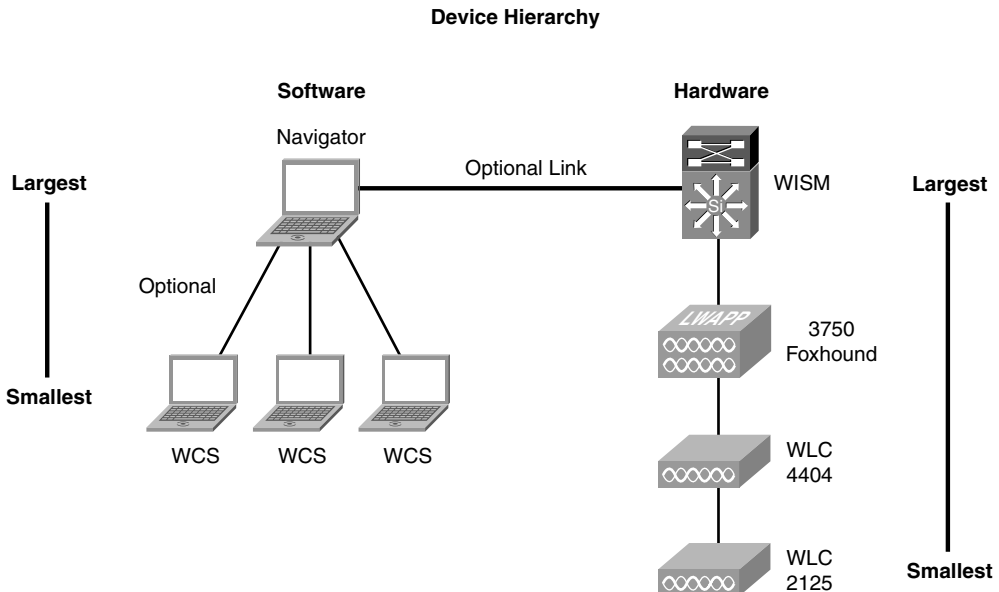 Device Hierarchy
Software
Hardware
Navigator
Optional Link
WISM
Si
Largest
Largest
Optional
LWAPP
3750
Foxhound
Smallest
WCS
WCS
WCS
WLC
4404
WLC
2125
Smallest